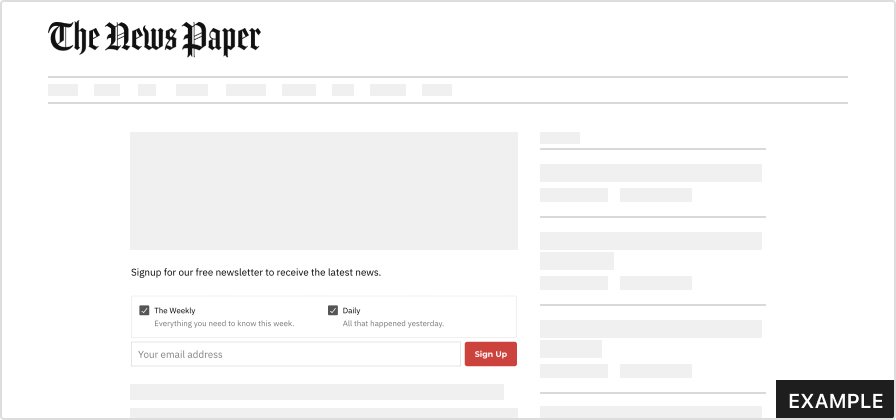 The News Paper
Signup for our free newsletter to receive the latest news.
The Weekly
Everything you need to know this week.
Daily
All that happened yesterday.
Your email address
Sign Up
EXAMPLE